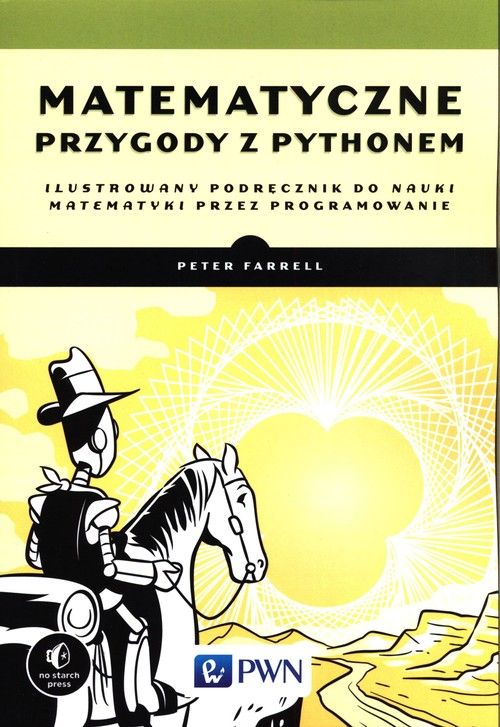 MATEMATYCZNE
PRZYGODY Z PYTHONEM
ILUSTROWANY PODRĘCZNIK DO NAUKI
MATEMATYKI PRZEZ PROGRAMOWANIE
PETER FARRELL
no starch
press
PWN